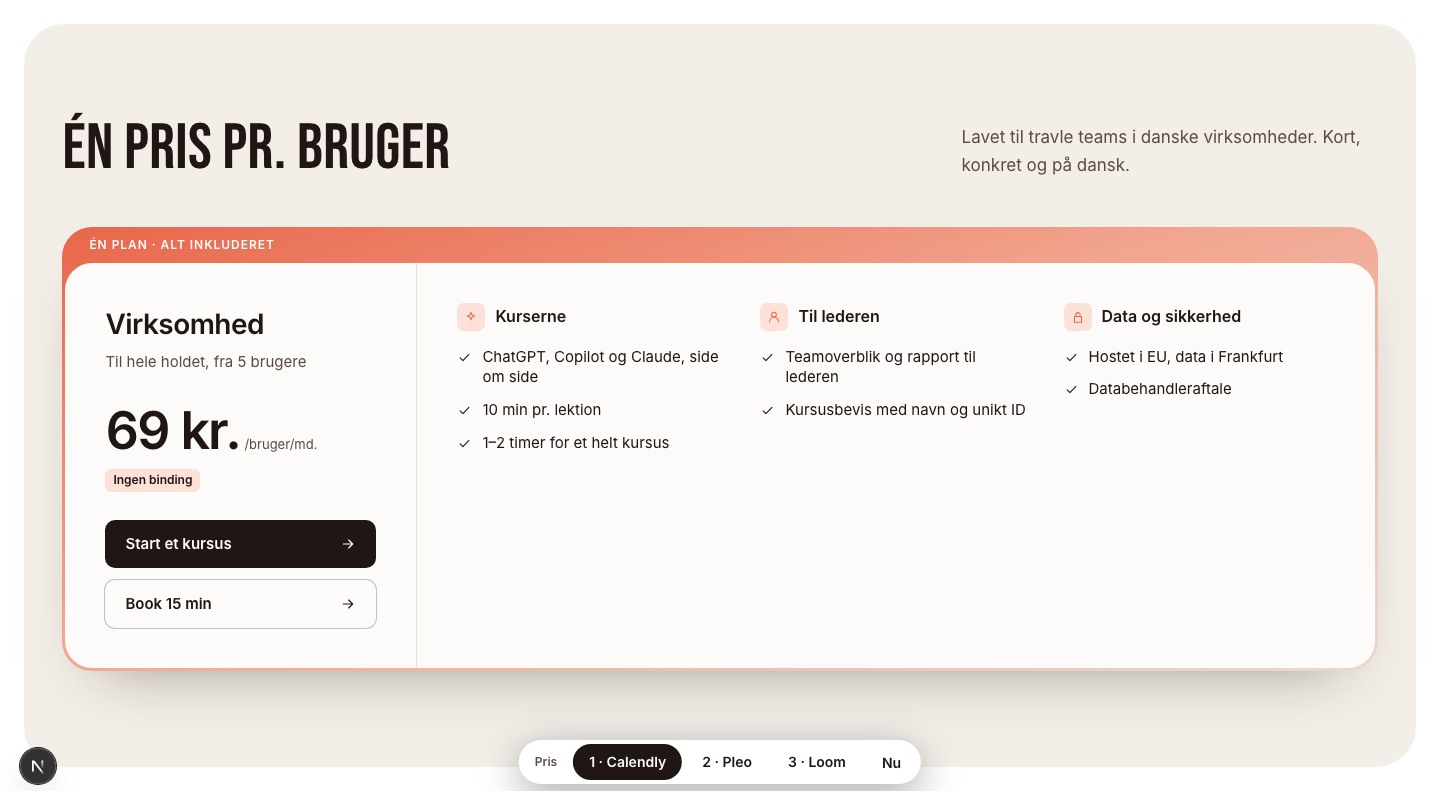 ÉN PRIS PR. BRUGER
Lavet til travle teams i danske virksomheder. Kort,
konkret og på dansk.
ÉN PLAN · ALT INKLUDERET
Virksomhed
Til hele holdet, fra 5 brugere
69 kr. /bruger/md.
Ingen binding
Start et kursus
Book 15 min
Kurserne
ChatGPT, Copilot og Claude, side
om side
10 min pr. lektion
1–2 timer for et helt kursus
Til lederen
Teamoverblik og rapport til
lederen
Kursusbevis med navn og unikt ID
Data og sikkerhed
Hostet i EU, data i Frankfurt
Databehandleraftale
N
Pris
1 · Calendly
2 · Pleo
3 · Loom
Nu